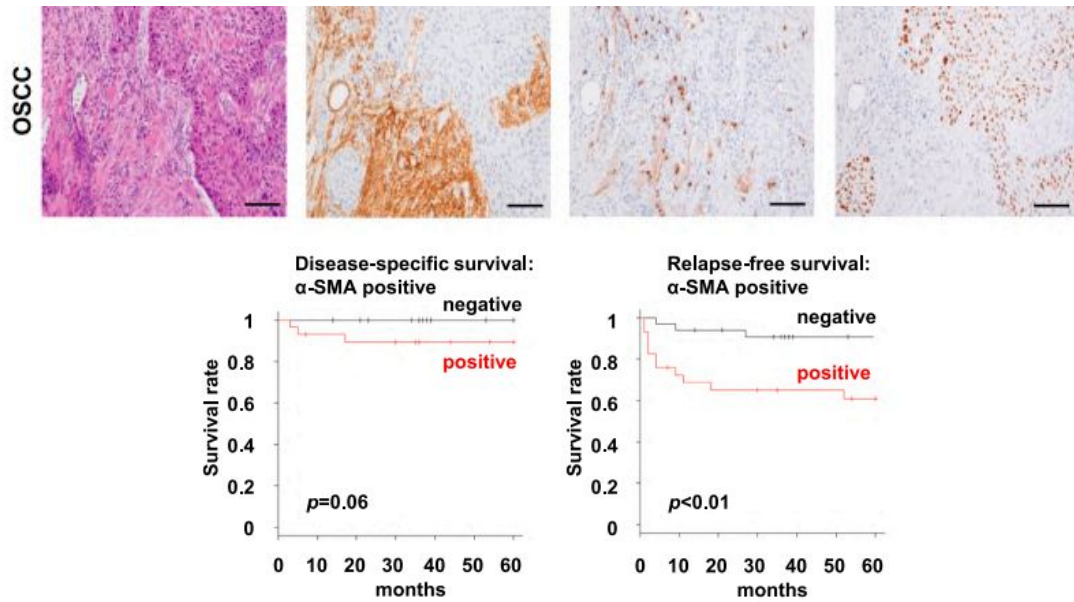 OSCC
Disease-specific survival:
α-SMA positive
negative
positive
Survival rate
1
0.8
0.6
0.4
0.2
0
p=0.06
0 10 20 30 40 50 60
months
Relapse-free survival:
α-SMA positive
negative
positive
Survival rate
1
0.8
0.6
0.4
0.2
0
p<0.01
0 10 20 30 40 50 60
months